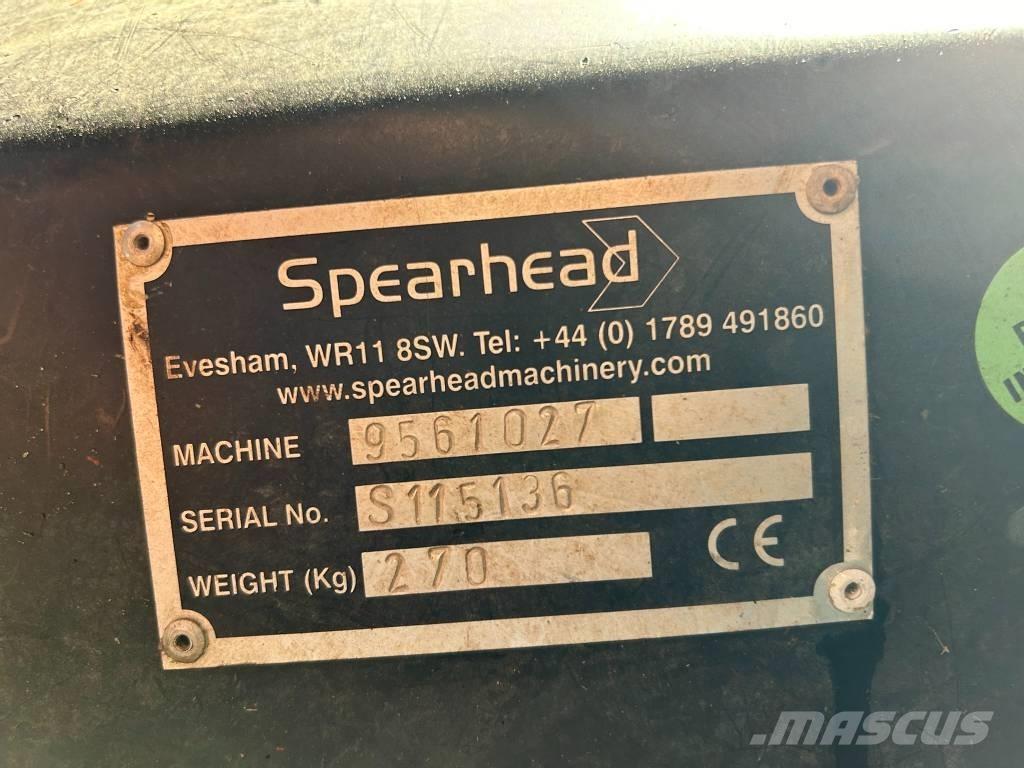 Spearhead
Evesham, WR11 8SW. Tel: +44 (0) 1789 491860
www.spearheadmachinery.com
MACHINE 9561027
SERIAL No. S115136
WEIGHT (Kg) 270
CE
MASCUS